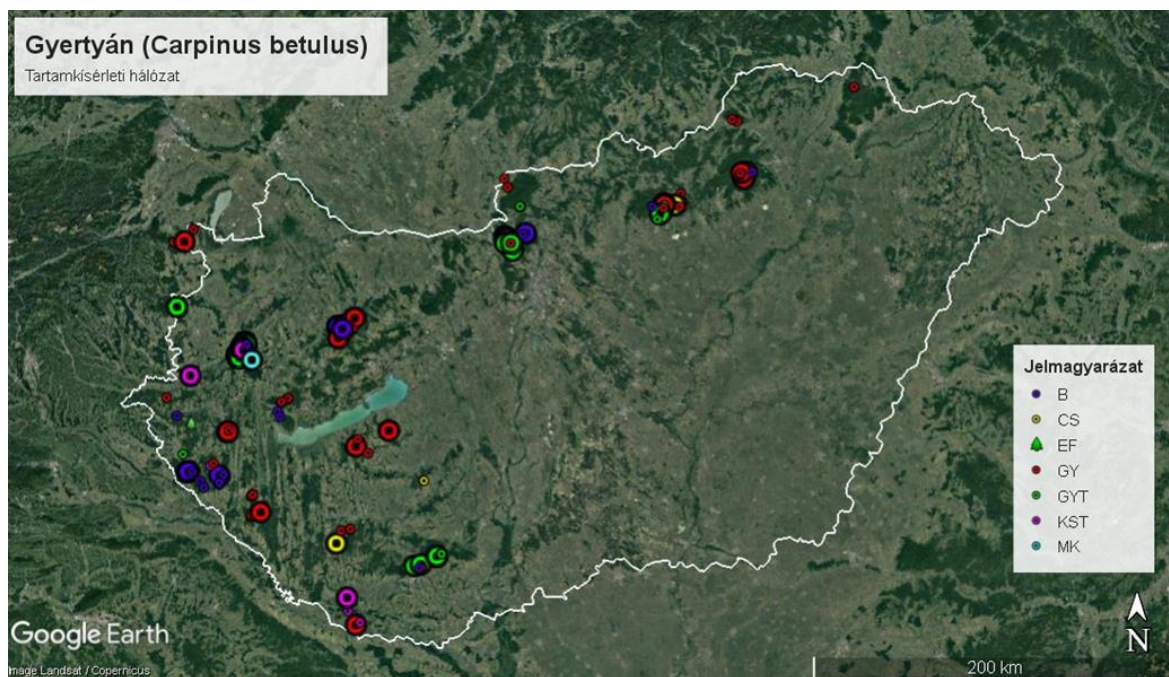 Gyertyán (Carpinus betulus)
Tartamkísérleti hálózat
Jelmagyarázat
B
CS
EF
GY
GYT
KST
MK
Google Earth
N
Image Landsat / Copernicus
200 km